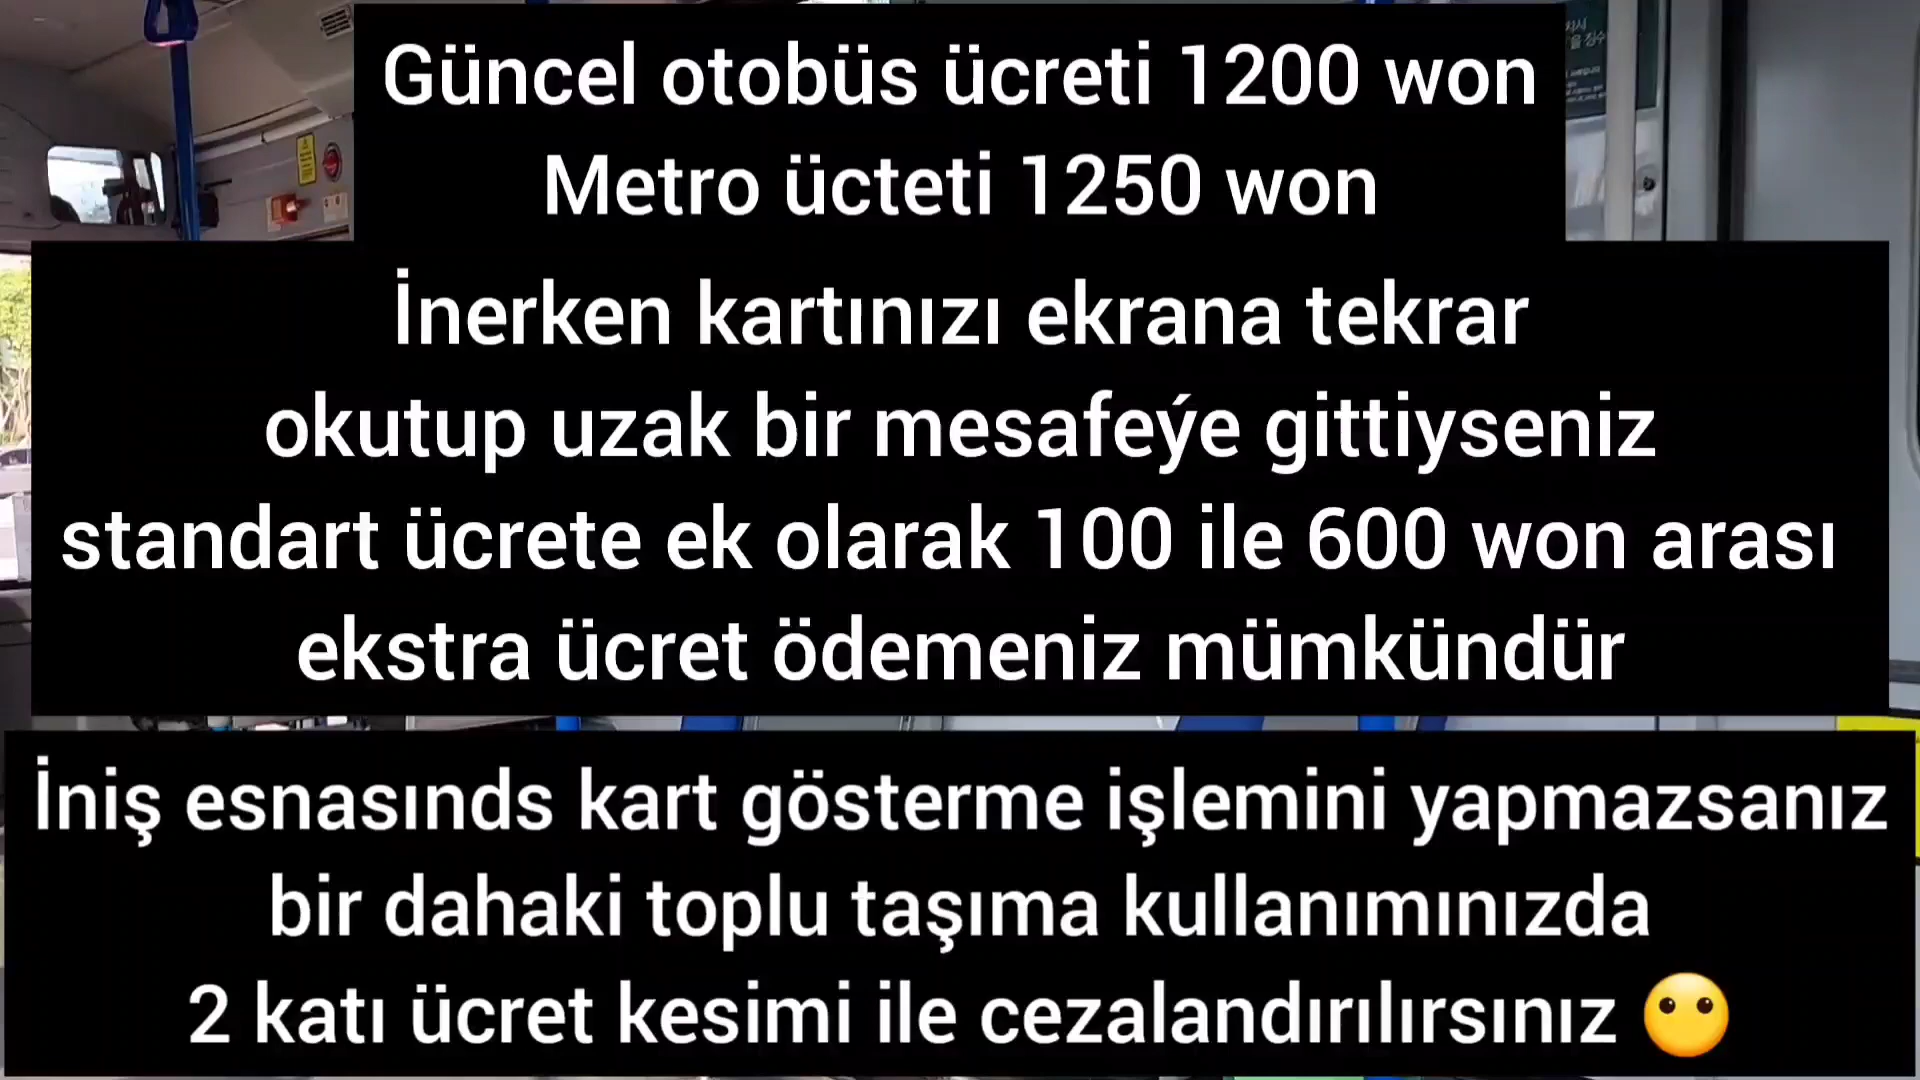 Güncel otobüs ücreti 1200 won
Metro ücteti 1250 won
İnerken kartınızı ekrana tekrar
okutup uzak bir mesafeýe gittiyseniz
standart ücrete ek olarak 100 ile 600 won arası
ekstra ücret ödemeniz mümkündür
İniş esnasınds kart gösterme işlemini yapmazsanız
bir dahaki toplu taşıma kullanımınızda
2 katı ücret kesimi ile cezalandırılırsınız 😶